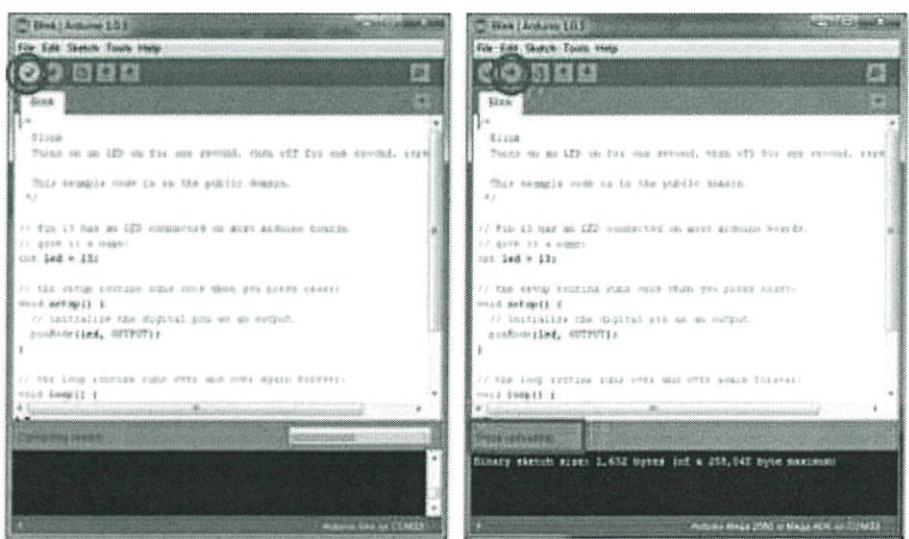 Blink | Arduino 1.0.1
File Edit Sketch Tools Help
Blink
/*
Blink
Turns on an LED on for one second, then off for one second,
This example code is in the public domain.
*/
// Pin 13 has an LED connected on most Arduino boards.
// give it a name:
int led = 13;
// the setup routine runs once when you press reset:
void setup() {
// initialize the digital pin as an output.
pinMode(led, OUTPUT);
}
// the loop routine runs over and over again forever:
void loop() {
Compiling sketch
Blink | Arduino 1.0.1
File Edit Sketch Tools Help
Blink
/*
Blink
Turns on an LED on for one second, then off for one second,
This example code is in the public domain.
*/
// Pin 13 has an LED connected on most Arduino boards.
// give it a name:
int led = 13;
// the setup routine runs once when you press reset:
void setup() {
// initialize the digital pin as an output.
pinMode(led, OUTPUT);
}
// the loop routine runs over and over again forever:
void loop() {
Done uploading.
Binary sketch size: 1,632 bytes (of a 258,048 byte maximum)
Arduino Mega 2560 or Mega ADK on COM33